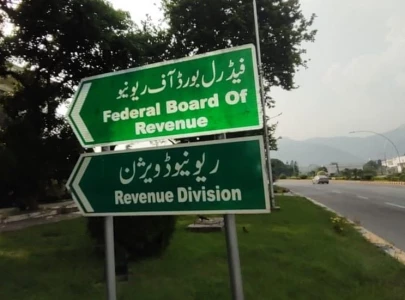 فیڈرل بورڈ آف ریونیو
Federal Board Of
Revenue
ریونیو ڈویژن
Revenue Division